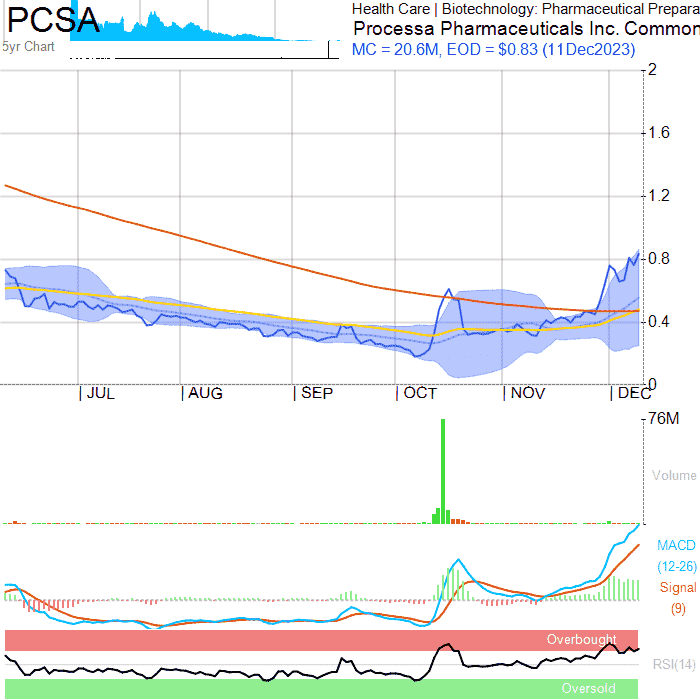 PCSA
5yr Chart
Health Care | Biotechnology: Pharmaceutical Prepara
Processa Pharmaceuticals Inc. Common
MC = 20.6M, EOD = $0.83 (11Dec2023)
2
1.6
1.2
0.8
0.4
0
JUL AUG SEP OCT NOV DEC
76M
Volume
MACD
(12-26)
Signal
(9)
Overbought
RSI(14)
Oversold